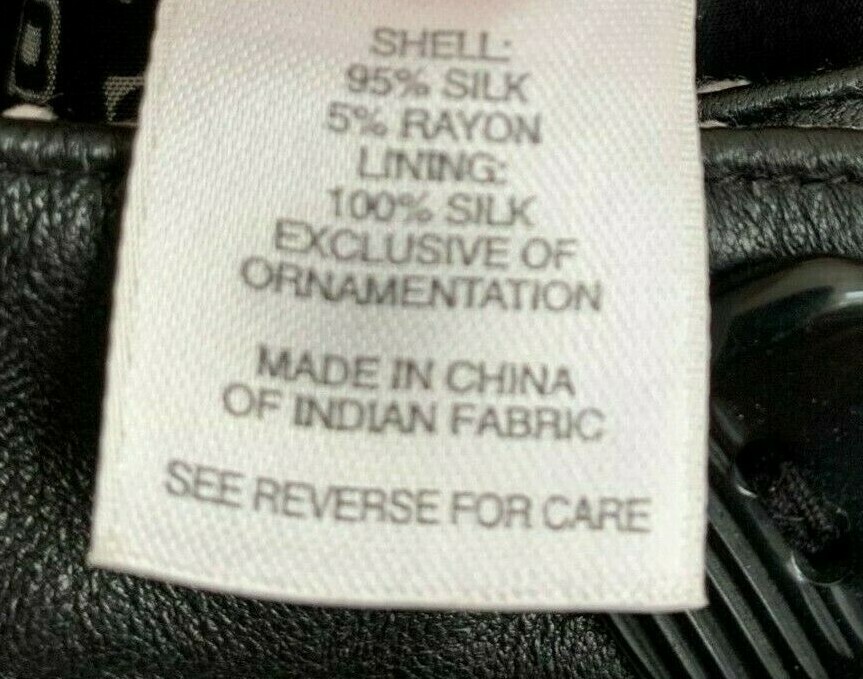 SHELL:
95% SILK
5% RAYON
LINING:
100% SILK
EXCLUSIVE OF
ORNAMENTATION
MADE IN CHINA
OF INDIAN FABRIC
SEE REVERSE FOR CARE